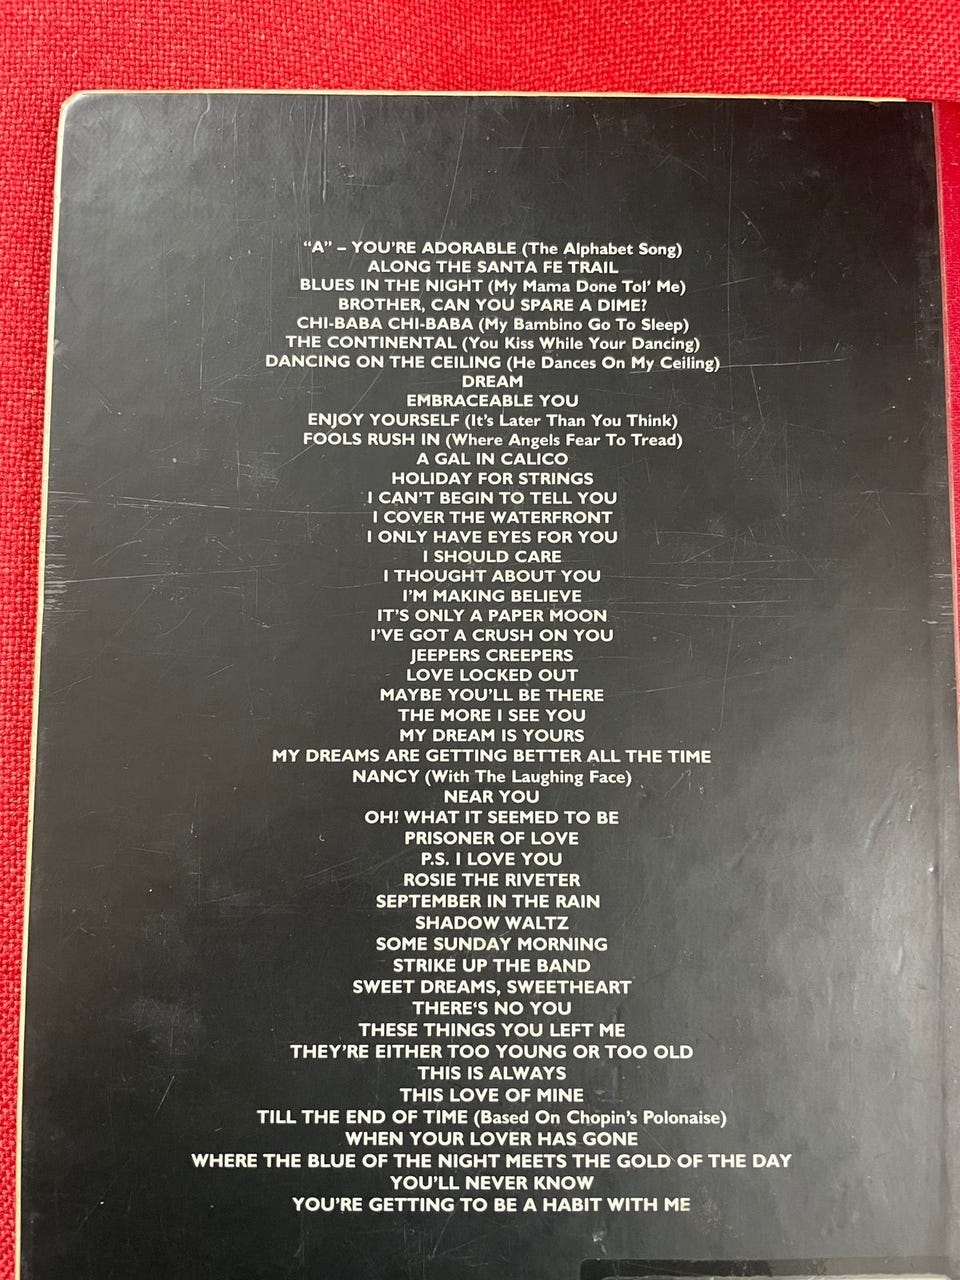 “A” – YOU’RE ADORABLE (The Alphabet Song)
ALONG THE SANTA FE TRAIL
BLUES IN THE NIGHT (My Mama Done Tol’ Me)
BROTHER, CAN YOU SPARE A DIME?
CHI-BABA CHI-BABA (My Bambino Go To Sleep)
THE CONTINENTAL (You Kiss While Your Dancing)
DANCING ON THE CEILING (He Dances On My Ceiling)
DREAM
EMBRACEABLE YOU
ENJOY YOURSELF (It’s Later Than You Think)
FOOLS RUSH IN (Where Angels Fear To Tread)
A GAL IN CALICO
HOLIDAY FOR STRINGS
I CAN’T BEGIN TO TELL YOU
I COVER THE WATERFRONT
I ONLY HAVE EYES FOR YOU
I SHOULD CARE
I THOUGHT ABOUT YOU
I’M MAKING BELIEVE
IT’S ONLY A PAPER MOON
I’VE GOT A CRUSH ON YOU
JEEPERS CREEPERS
LOVE LOCKED OUT
MAYBE YOU’LL BE THERE
THE MORE I SEE YOU
MY DREAM IS YOURS
MY DREAMS ARE GETTING BETTER ALL THE TIME
NANCY (With The Laughing Face)
NEAR YOU
OH! WHAT IT SEEMED TO BE
PRISONER OF LOVE
P.S. I LOVE YOU
ROSIE THE RIVETER
SEPTEMBER IN THE RAIN
SHADOW WALTZ
SOME SUNDAY MORNING
STRIKE UP THE BAND
SWEET DREAMS, SWEETHEART
THERE‘S NO YOU
THESE THINGS YOU LEFT ME
THEY’RE EITHER TOO YOUNG OR TOO OLD
THIS IS ALWAYS
THIS LOVE OF MINE
TILL THE END OF TIME (Based On Chopin’s Polonaise)
WHEN YOUR LOVER HAS GONE
WHERE THE BLUE OF THE NIGHT MEETS THE GOLD OF THE DAY
YOU’LL NEVER KNOW
YOU’RE GETTING TO BE A HABIT WITH ME